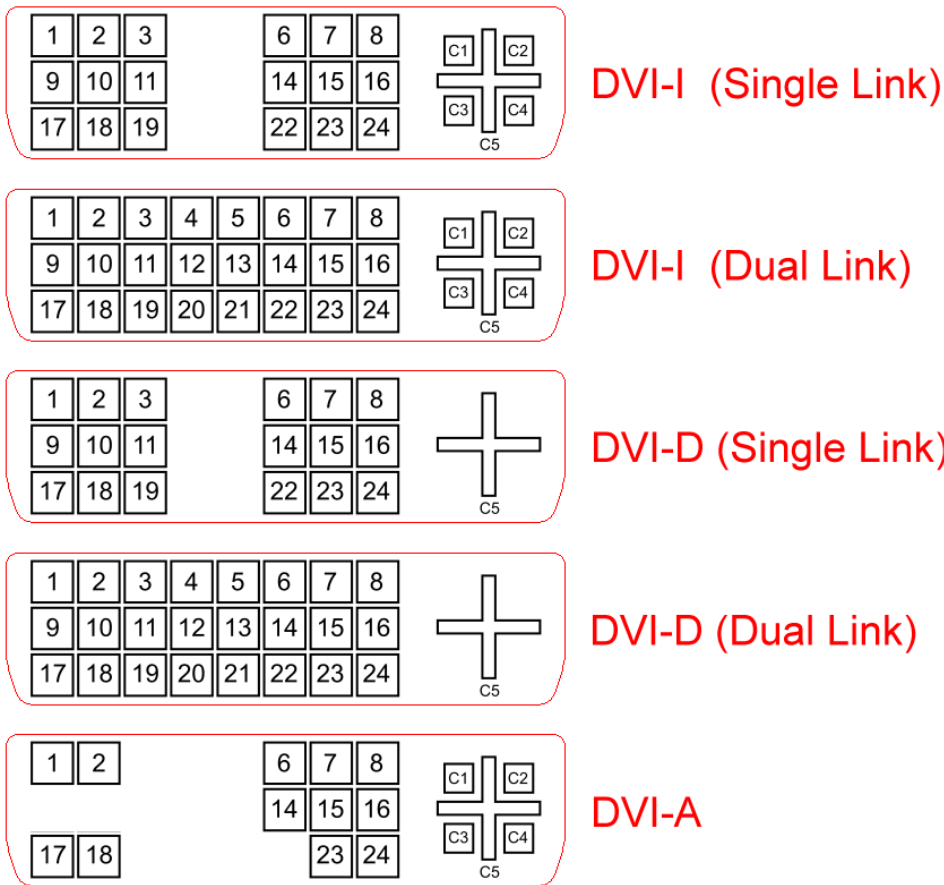 1 2 3 6 7 8 C1 C2
9 10 11 14 15 16 DVI-I (Single Link)
17 18 19 22 23 24 C3 C4
C5
1 2 3 4 5 6 7 8 C1 C2
9 10 11 12 13 14 15 16 DVI-I (Dual Link)
17 18 19 20 21 22 23 24 C3 C4
C5
1 2 3 6 7 8
9 10 11 14 15 16 DVI-D (Single Link)
17 18 19 22 23 24
C5
1 2 3 4 5 6 7 8
9 10 11 12 13 14 15 16 DVI-D (Dual Link)
17 18 19 20 21 22 23 24
C5
1 2 6 7 8 C1 C2
14 15 16 DVI-A
17 18 23 24 C3 C4
C5